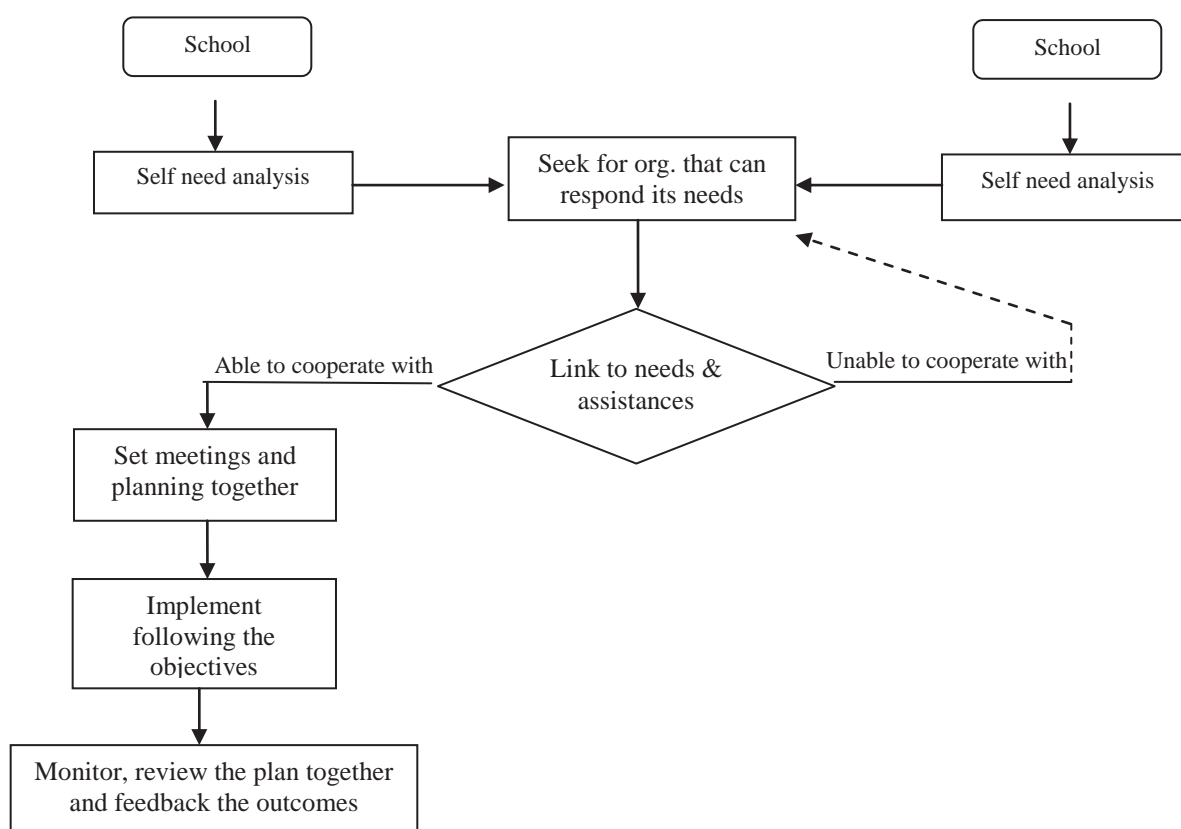 School
School
Self need analysis
Seek for org. that can
respond its needs
Self need analysis
Able to cooperate with
Link to needs &
assistances
Unable to cooperate with
Set meetings and
planning together
Implement
following the
objectives
Monitor, review the plan together
and feedback the outcomes